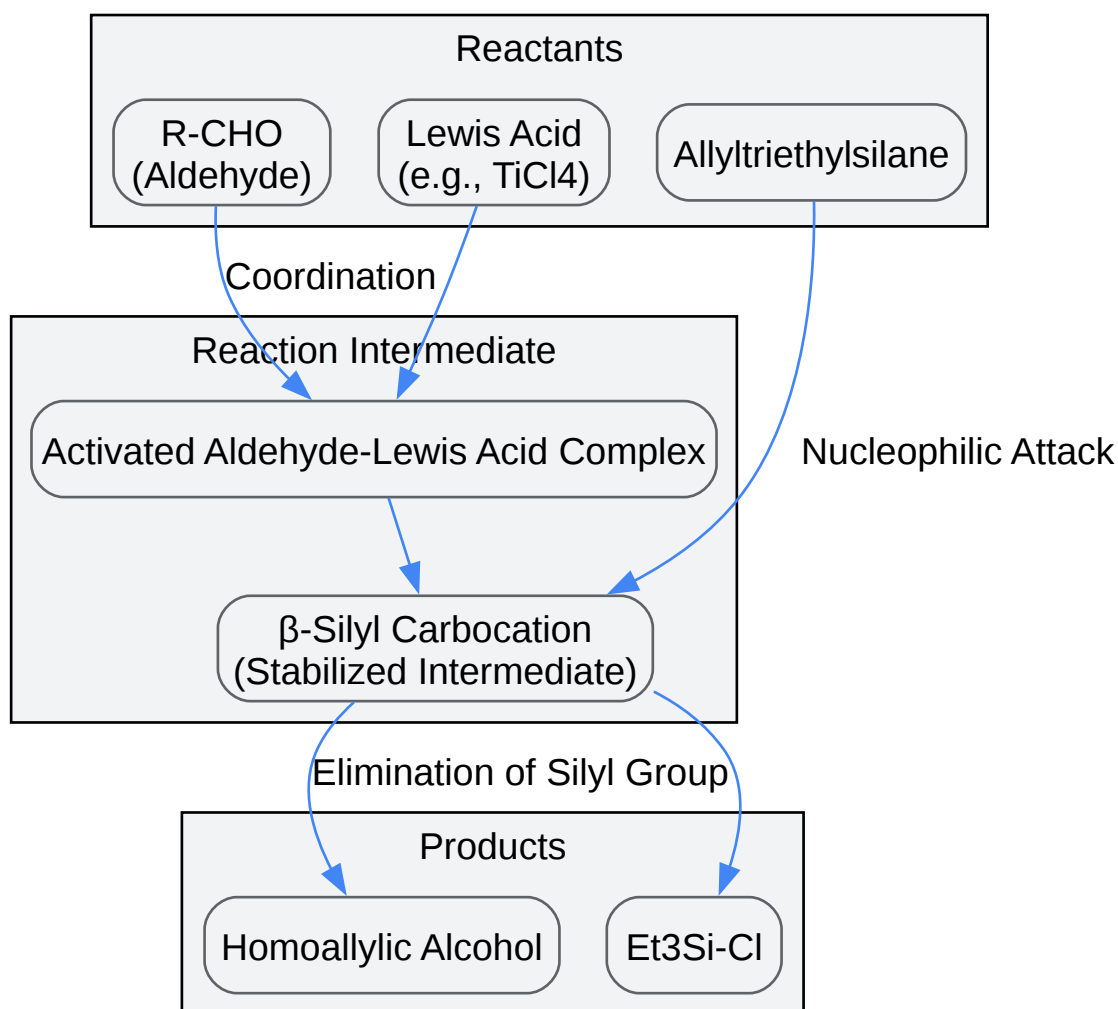 Reactants
R-CHO
(Aldehyde)
Lewis Acid
(e.g., TiCl4)
Allyltriethylsilane
Coordination
Reaction Intermediate
Activated Aldehyde-Lewis Acid Complex
Nucleophilic Attack
β-Silyl Carbocation
(Stabilized Intermediate)
Elimination of Silyl Group
Products
Homoallylic Alcohol
Et3Si-Cl